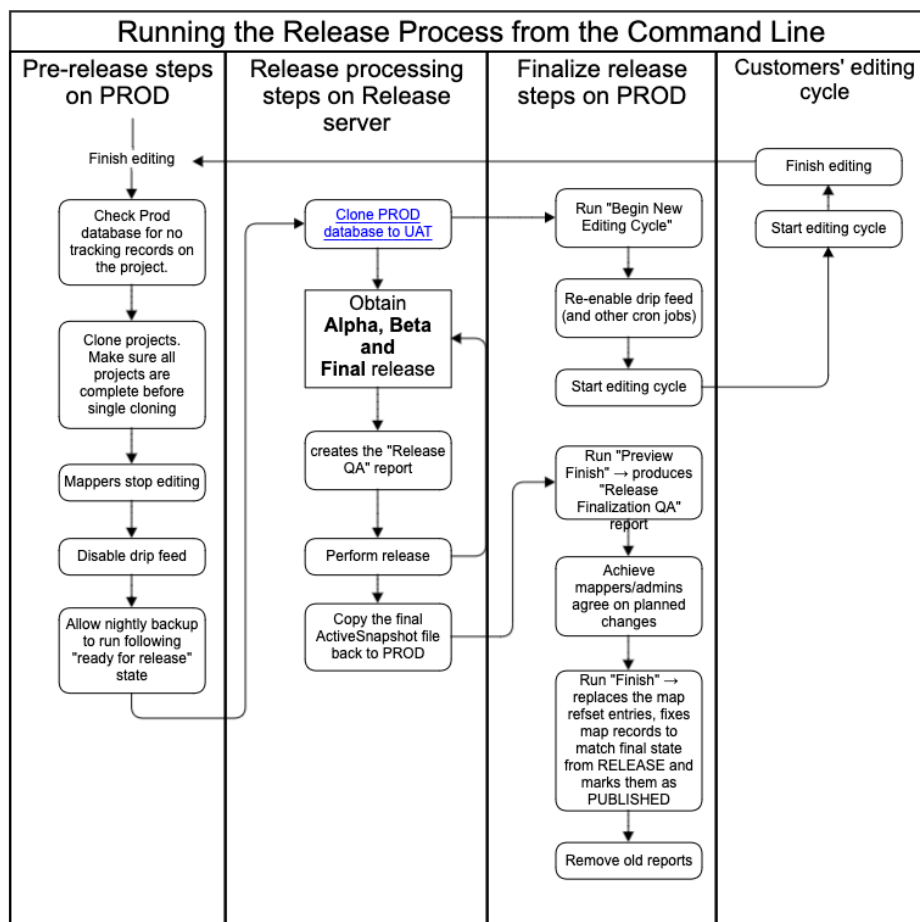 Running the Release Process from the Command Line
Pre-release steps
on PROD
Finish editing
Check Prod
database for no
tracking records on
the project.
Clone projects.
Make sure all
projects are
complete before
single cloning
Mappers stop editing
Disable drip feed
Allow nightly backup
to run following
"ready for release"
state
Release processing
steps on Release
server
Clone PROD
database to UAT
Obtain
Alpha, Beta
and
Final release
creates the "Release
QA" report
Perform release
Copy the final
ActiveSnapshot file
back to PROD
Finalize release
steps on PROD
Run "Begin New
Editing Cycle"
Re-enable drip feed
(and other cron jobs)
Start editing cycle
Run "Preview
Finish" → produces
"Release
Finalization QA"
report
Achieve
mappers/admins
agree on planned
changes
Run "Finish" →
replaces the map
refset entries, fixes
map records to
match final state
from RELEASE and
marks them as
PUBLISHED
Remove old reports
Customers' editing
cycle
Finish editing
Start editing cycle